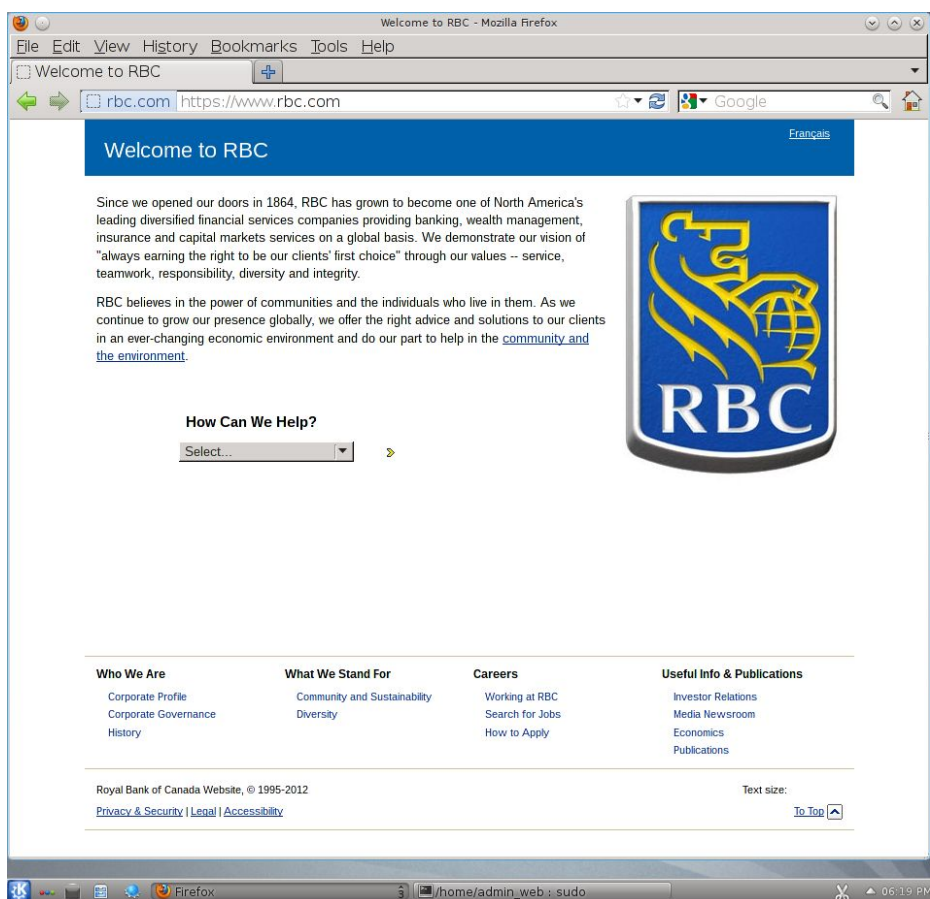 Welcome to RBC - Mozilla Firefox
File Edit View History Bookmarks Tools Help
Welcome to RBC
rbc.com https://www.rbc.com Google
Français
Welcome to RBC
Since we opened our doors in 1864, RBC has grown to become one of North America's
leading diversified financial services companies providing banking, wealth management,
insurance and capital markets services on a global basis. We demonstrate our vision of
"always earning the right to be our clients' first choice" through our values -- service,
teamwork, responsibility, diversity and integrity.
RBC believes in the power of communities and the individuals who live in them. As we
continue to grow our presence globally, we offer the right advice and solutions to our clients
in an ever-changing economic environment and do our part to help in the community and
the environment.
RBC
How Can We Help?
Select...
Who We Are
Corporate Profile
Corporate Governance
History
What We Stand For
Community and Sustainability
Diversity
Careers
Working at RBC
Search for Jobs
How to Apply
Useful Info & Publications
Investor Relations
Media Newsroom
Economics
Publications
Royal Bank of Canada Website, © 1995-2012
Text size:
Privacy & Security | Legal | Accessibility
To Top
Firefox 3 /home/admin_web : sudo 06:19 PM